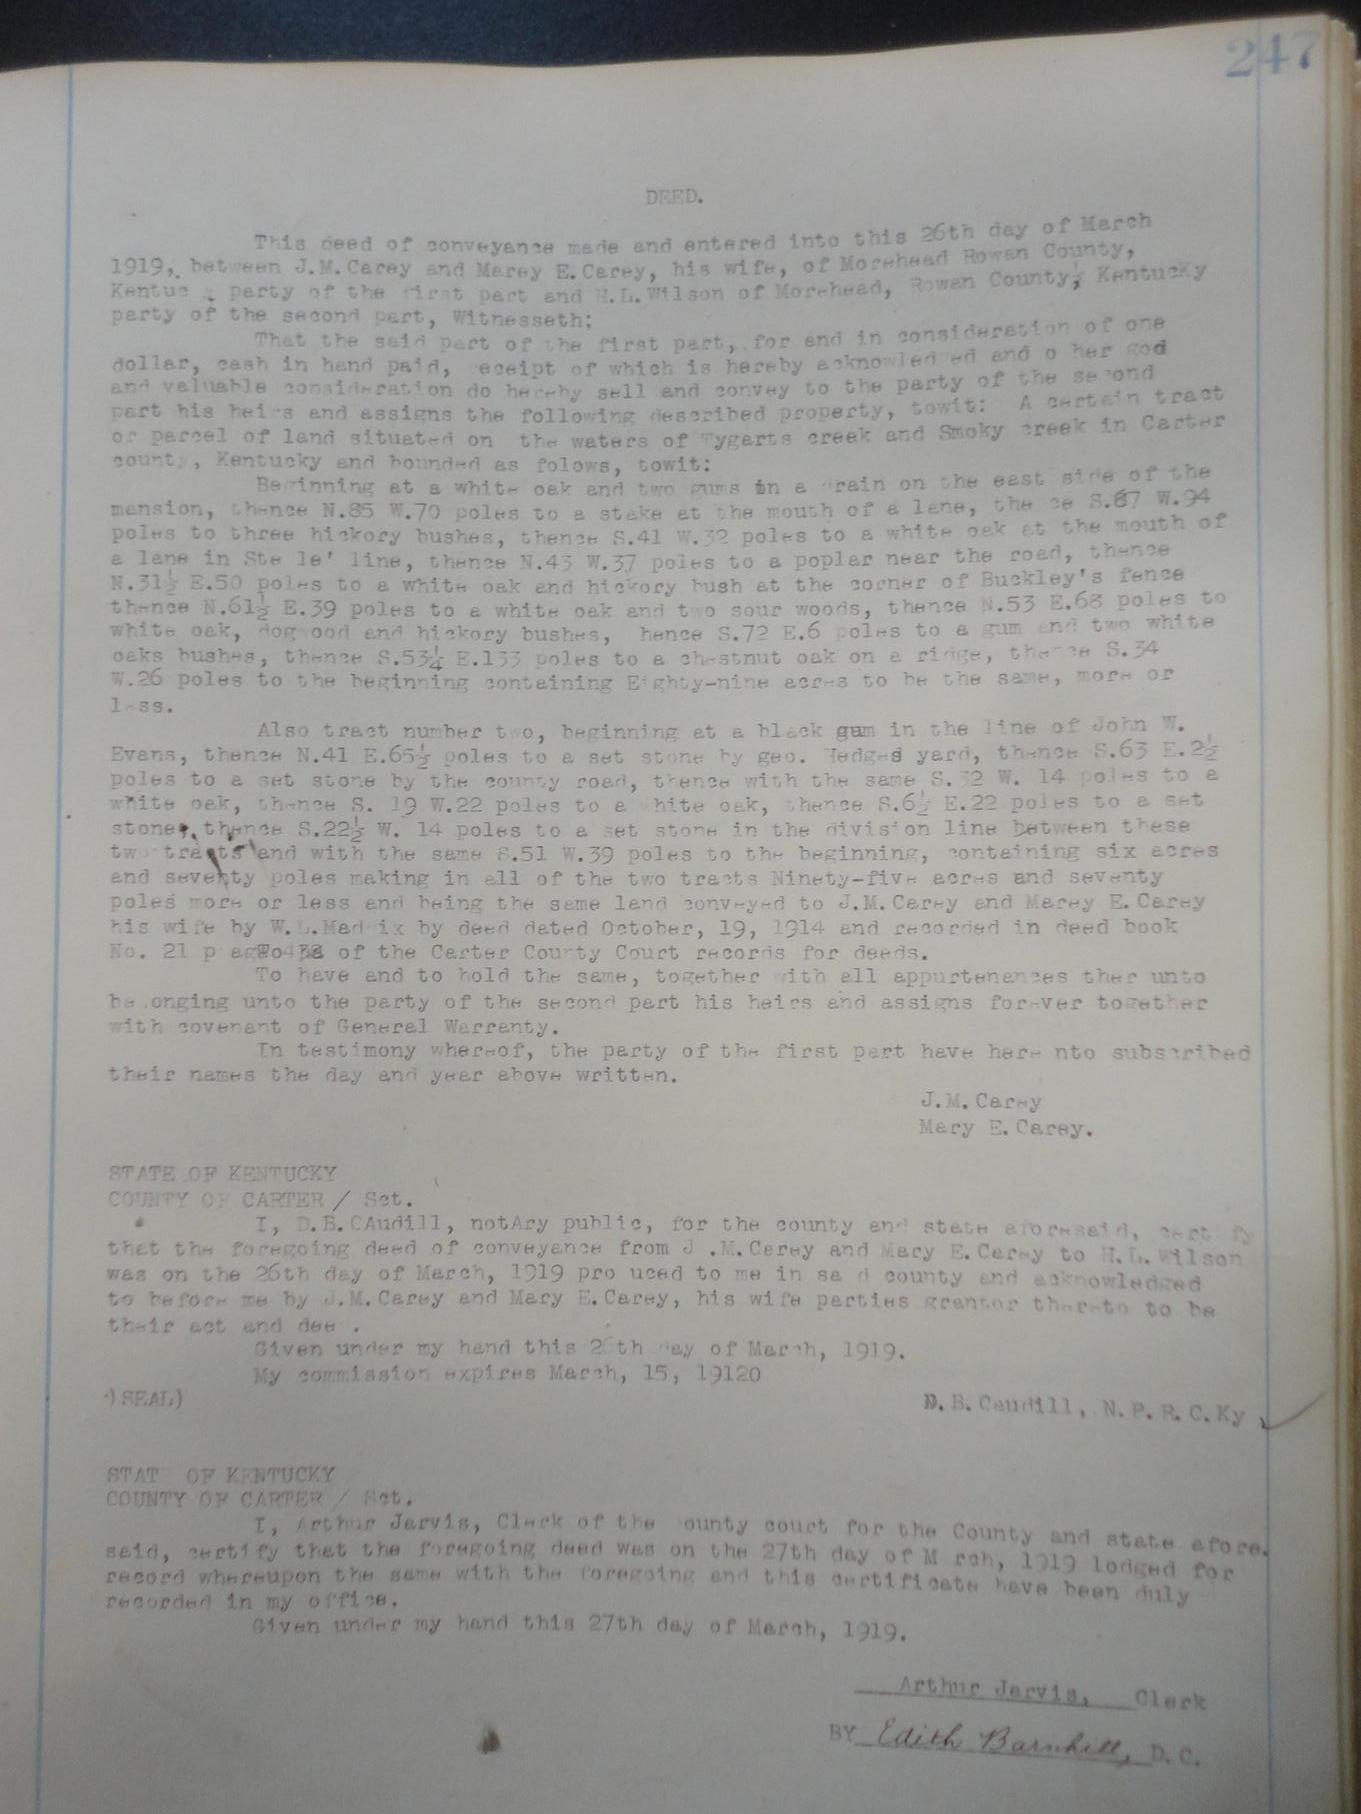 247
DEED.
This deed of conveyance made and entered into this 26th day of March
1919, between J.M.Carey and Marey E.Carey, his wife, of Morehead Rowan County,
Kentuc party of the first part and H.L.Wilson of Morehead, Rowan County, Kentucky
party of the second part, Witnesseth:
That the said part of the first part, for and in consideration of one
dollar, cash in hand paid, receipt of which is hereby acknowledged and o her god
and valuable consideration do hereby sell and convey to the party of the second
part his heirs and assigns the following described property, towit: A certain tract
or parcel of land situated on the waters of Tygarts creek and Smoky creek in Carter
county, Kentucky and bounded as folows, towit:
Beginning at a white oak and two gums in a drain on the east side of the
mansion, thence N.85 W.70 poles to a stake at the mouth of a lane, the ce S.67 W.94
poles to three hickory bushes, thence S.41 W.32 poles to a white oak at the mouth of
a lane in Ste le' line, thence N.43 W.37 poles to a poplar near the road, thence
N.31½ E.50 poles to a white oak and hickory bush at the corner of Buckley's fence
thence N.61½ E.39 poles to a white oak and two sour woods, thence N.53 E.68 poles to
white oak, dogwood and hickory bushes, hence S.72 E.6 poles to a gum and two white
oaks bushes, thence S.53¼ E.133 poles to a chestnut oak on a ridge, thence S.34
W.26 poles to the beginning containing Eighty-nine acres to be the same, more or
less.
Also tract number two, beginning at a black gum in the line of John W.
Evans, thence N.41 E.65½ poles to a set stone by geo. Hedges yard, thence S.63 E.2½
poles to a set stone by the county road, thence with the same S.32 W. 14 poles to a
white oak, thence S. 19 W.22 poles to a white oak, thence S.6½ E.22 poles to a set
stone, thence S.22½ W. 14 poles to a set stone in the division line between these
two tracts and with the same S.51 W.39 poles to the beginning, containing six acres
and seventy poles making in all of the two tracts Ninety-five acres and seventy
poles more or less and being the same land conveyed to J.M.Carey and Marey E.Carey
his wife by W.L.Mad ix by deed dated October, 19, 1914 and recorded in deed book
No. 21 p of the Carter County Court records for deeds.
To have and to hold the same, together with all appurtenances ther unto
belonging unto the party of the second part his heirs and assigns forever together
with covenant of General Warranty.
In testimony whereof, the party of the first part have here nto subscribed
their names the day and year above written.
J.M.Carey
Mary E.Carey.
STATE OF KENTUCKY
COUNTY OF CARTER / Sct.
I, D.B.CAudill, notAry public, for the county and state aforesaid, certify
that the foregoing deed of conveyance from J .M.Carey and Mary E.Carey to H.L.Wilson
was on the 26th day of March, 1919 pro uced to me in sa d county and acknowledged
to before me by J.M.Carey and Mary E.Carey, his wife parties grantor thereto to be
their act and dee .
Given under my hand this 26th day of March, 1919.
My commission expires March, 15, 19120
)SEAL)
D.B.Caudill, N.P.R.C.Ky
STAT OF KENTUCKY
COUNTY OF CARTER / Sct.
I, Arthur Jarvis, Clerk of the ounty court for the County and state afore.
said, certify that the foregoing deed was on the 27th day of M rch, 1919 lodged for
record whereupon the same with the foregoing and this certificate have been duly
recorded in my office.
Given under my hand this 27th day of March, 1919.
Arthur Jarvis, Clerk
BY Edith Barnhill, D.C.